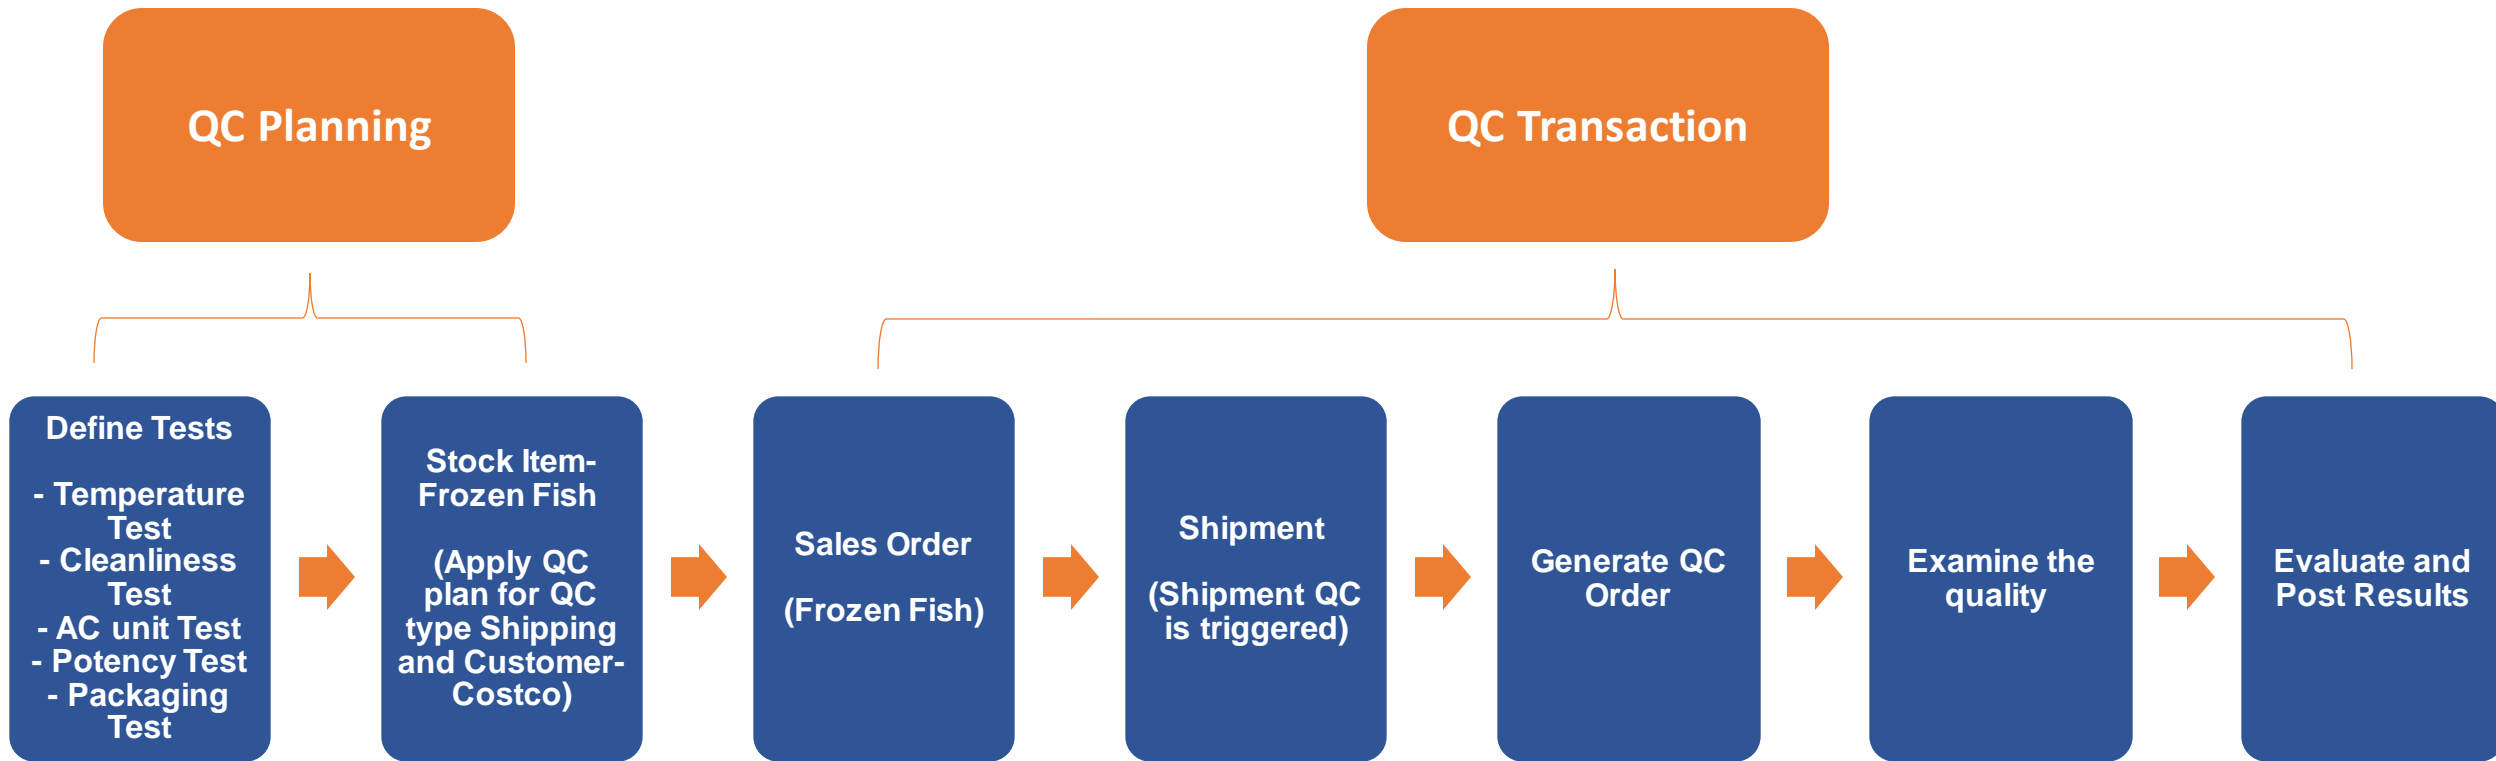 QC Planning
QC Transaction
Define Tests
- Temperature
Test
- Cleanliness
Test
- AC unit Test
- Potency Test
- Packaging
Test
Stock Item-
Frozen Fish
(Apply QC
plan for QC
type Shipping
and Customer-
Costco)
Sales Order
(Frozen Fish)
Shipment
(Shipment QC
is triggered)
Generate QC
Order
Examine the
quality
Evaluate and
Post Results